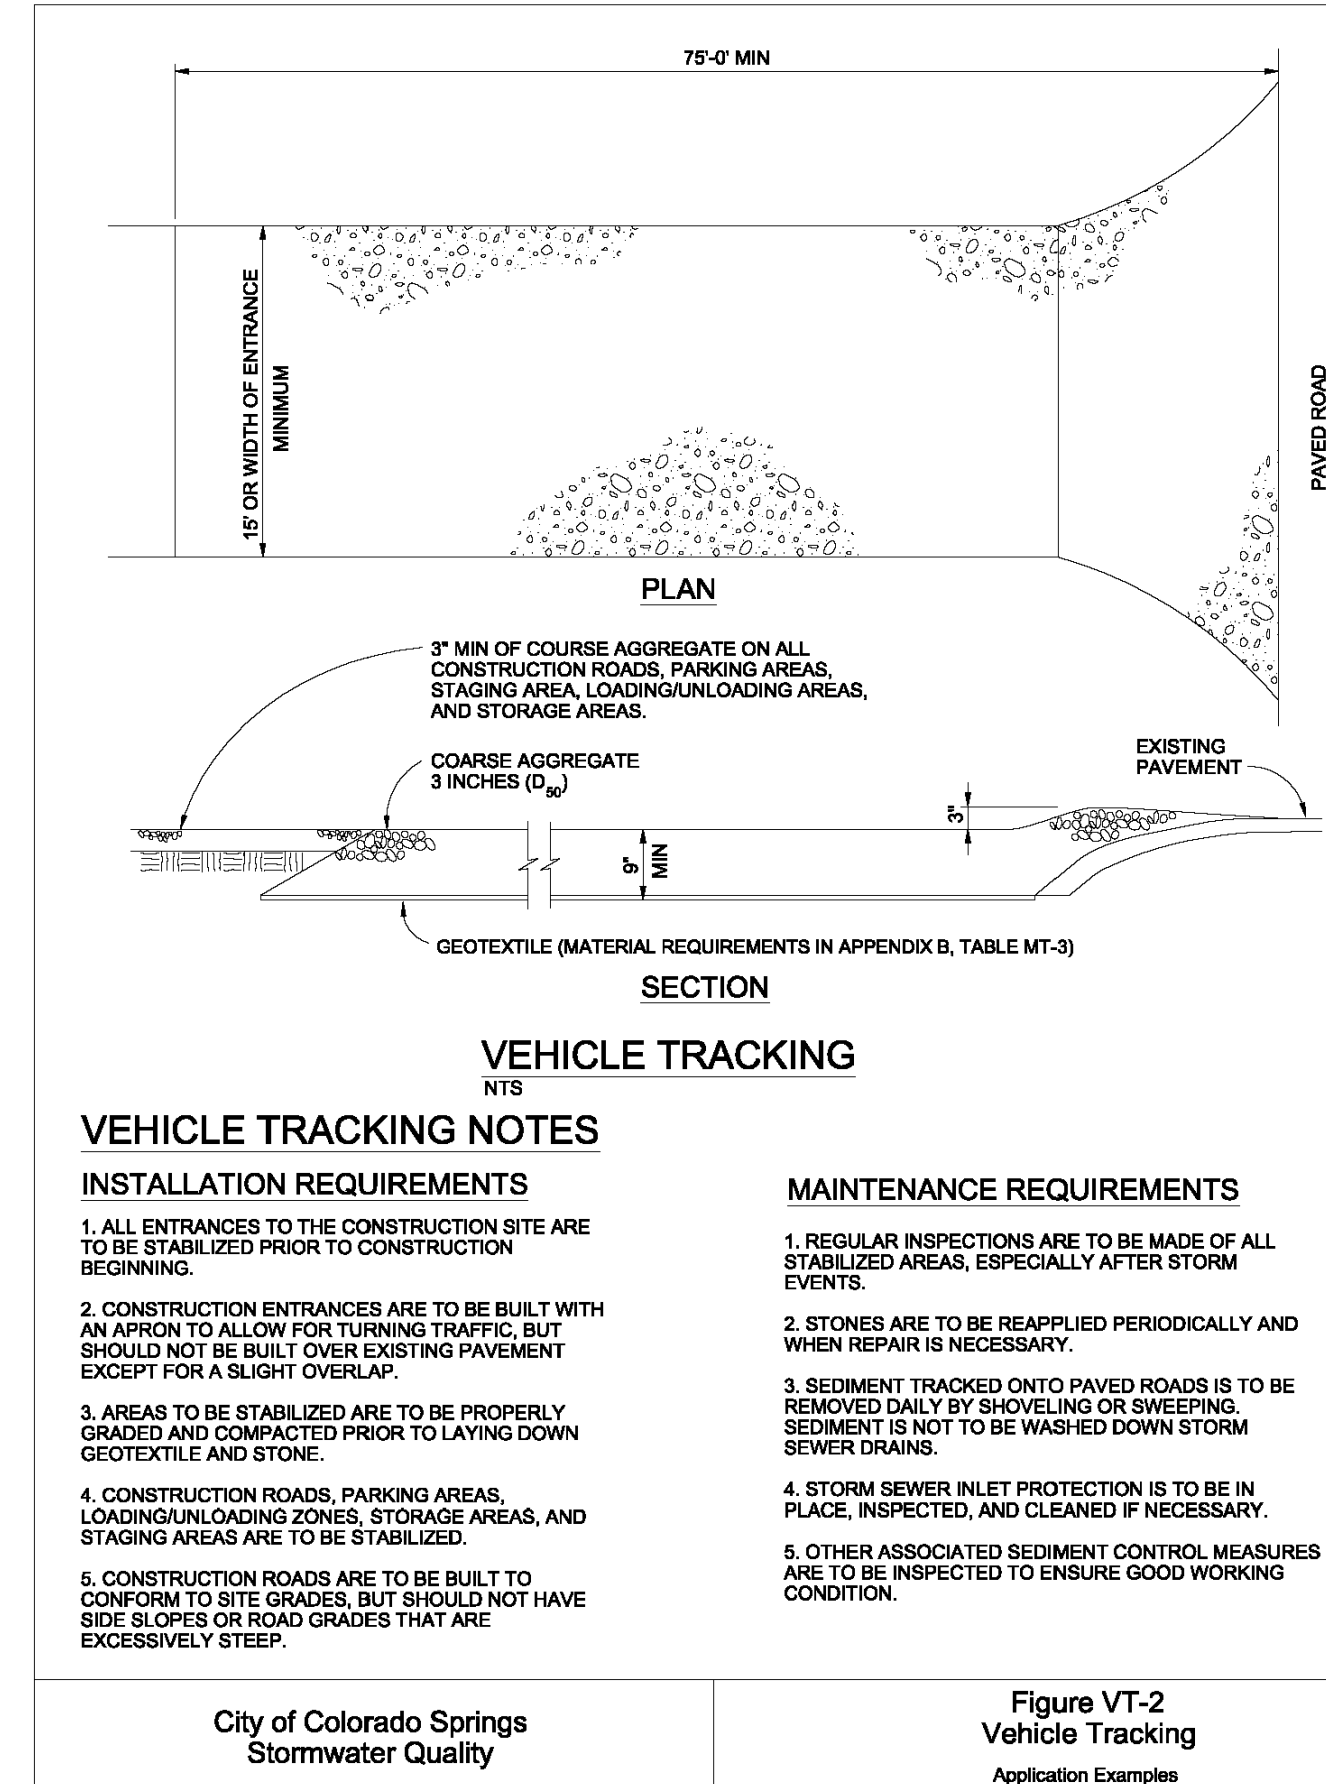 75'-0' MIN
15' OR WIDTH OF ENTRANCE
MINIMUM
PAVED ROAD
PLAN
3" MIN OF COURSE AGGREGATE ON ALL
CONSTRUCTION ROADS, PARKING AREAS,
STAGING AREA, LOADING/UNLOADING AREAS,
AND STORAGE AREAS.
COARSE AGGREGATE
3 INCHES (D50)
EXISTING
PAVEMENT
3"
9"
MIN
GEOTEXTILE (MATERIAL REQUIREMENTS IN APPENDIX B, TABLE MT-3)
SECTION
VEHICLE TRACKING
NTS
VEHICLE TRACKING NOTES
INSTALLATION REQUIREMENTS
1. ALL ENTRANCES TO THE CONSTRUCTION SITE ARE
TO BE STABILIZED PRIOR TO CONSTRUCTION
BEGINNING.
2. CONSTRUCTION ENTRANCES ARE TO BE BUILT WITH
AN APRON TO ALLOW FOR TURNING TRAFFIC, BUT
SHOULD NOT BE BUILT OVER EXISTING PAVEMENT
EXCEPT FOR A SLIGHT OVERLAP.
3. AREAS TO BE STABILIZED ARE TO BE PROPERLY
GRADED AND COMPACTED PRIOR TO LAYING DOWN
GEOTEXTILE AND STONE.
4. CONSTRUCTION ROADS, PARKING AREAS,
LOADING/UNLOADING ZONES, STORAGE AREAS, AND
STAGING AREAS ARE TO BE STABILIZED.
5. CONSTRUCTION ROADS ARE TO BE BUILT TO
CONFORM TO SITE GRADES, BUT SHOULD NOT HAVE
SIDE SLOPES OR ROAD GRADES THAT ARE
EXCESSIVELY STEEP.
MAINTENANCE REQUIREMENTS
1. REGULAR INSPECTIONS ARE TO BE MADE OF ALL
STABILIZED AREAS, ESPECIALLY AFTER STORM
EVENTS.
2. STONES ARE TO BE REAPPLIED PERIODICALLY AND
WHEN REPAIR IS NECESSARY.
3. SEDIMENT TRACKED ONTO PAVED ROADS IS TO BE
REMOVED DAILY BY SHOVELING OR SWEEPING.
SEDIMENT IS NOT TO BE WASHED DOWN STORM
SEWER DRAINS.
4. STORM SEWER INLET PROTECTION IS TO BE IN
PLACE, INSPECTED, AND CLEANED IF NECESSARY.
5. OTHER ASSOCIATED SEDIMENT CONTROL MEASURES
ARE TO BE INSPECTED TO ENSURE GOOD WORKING
CONDITION.
City of Colorado Springs
Stormwater Quality
Figure VT-2
Vehicle Tracking
Application Examples